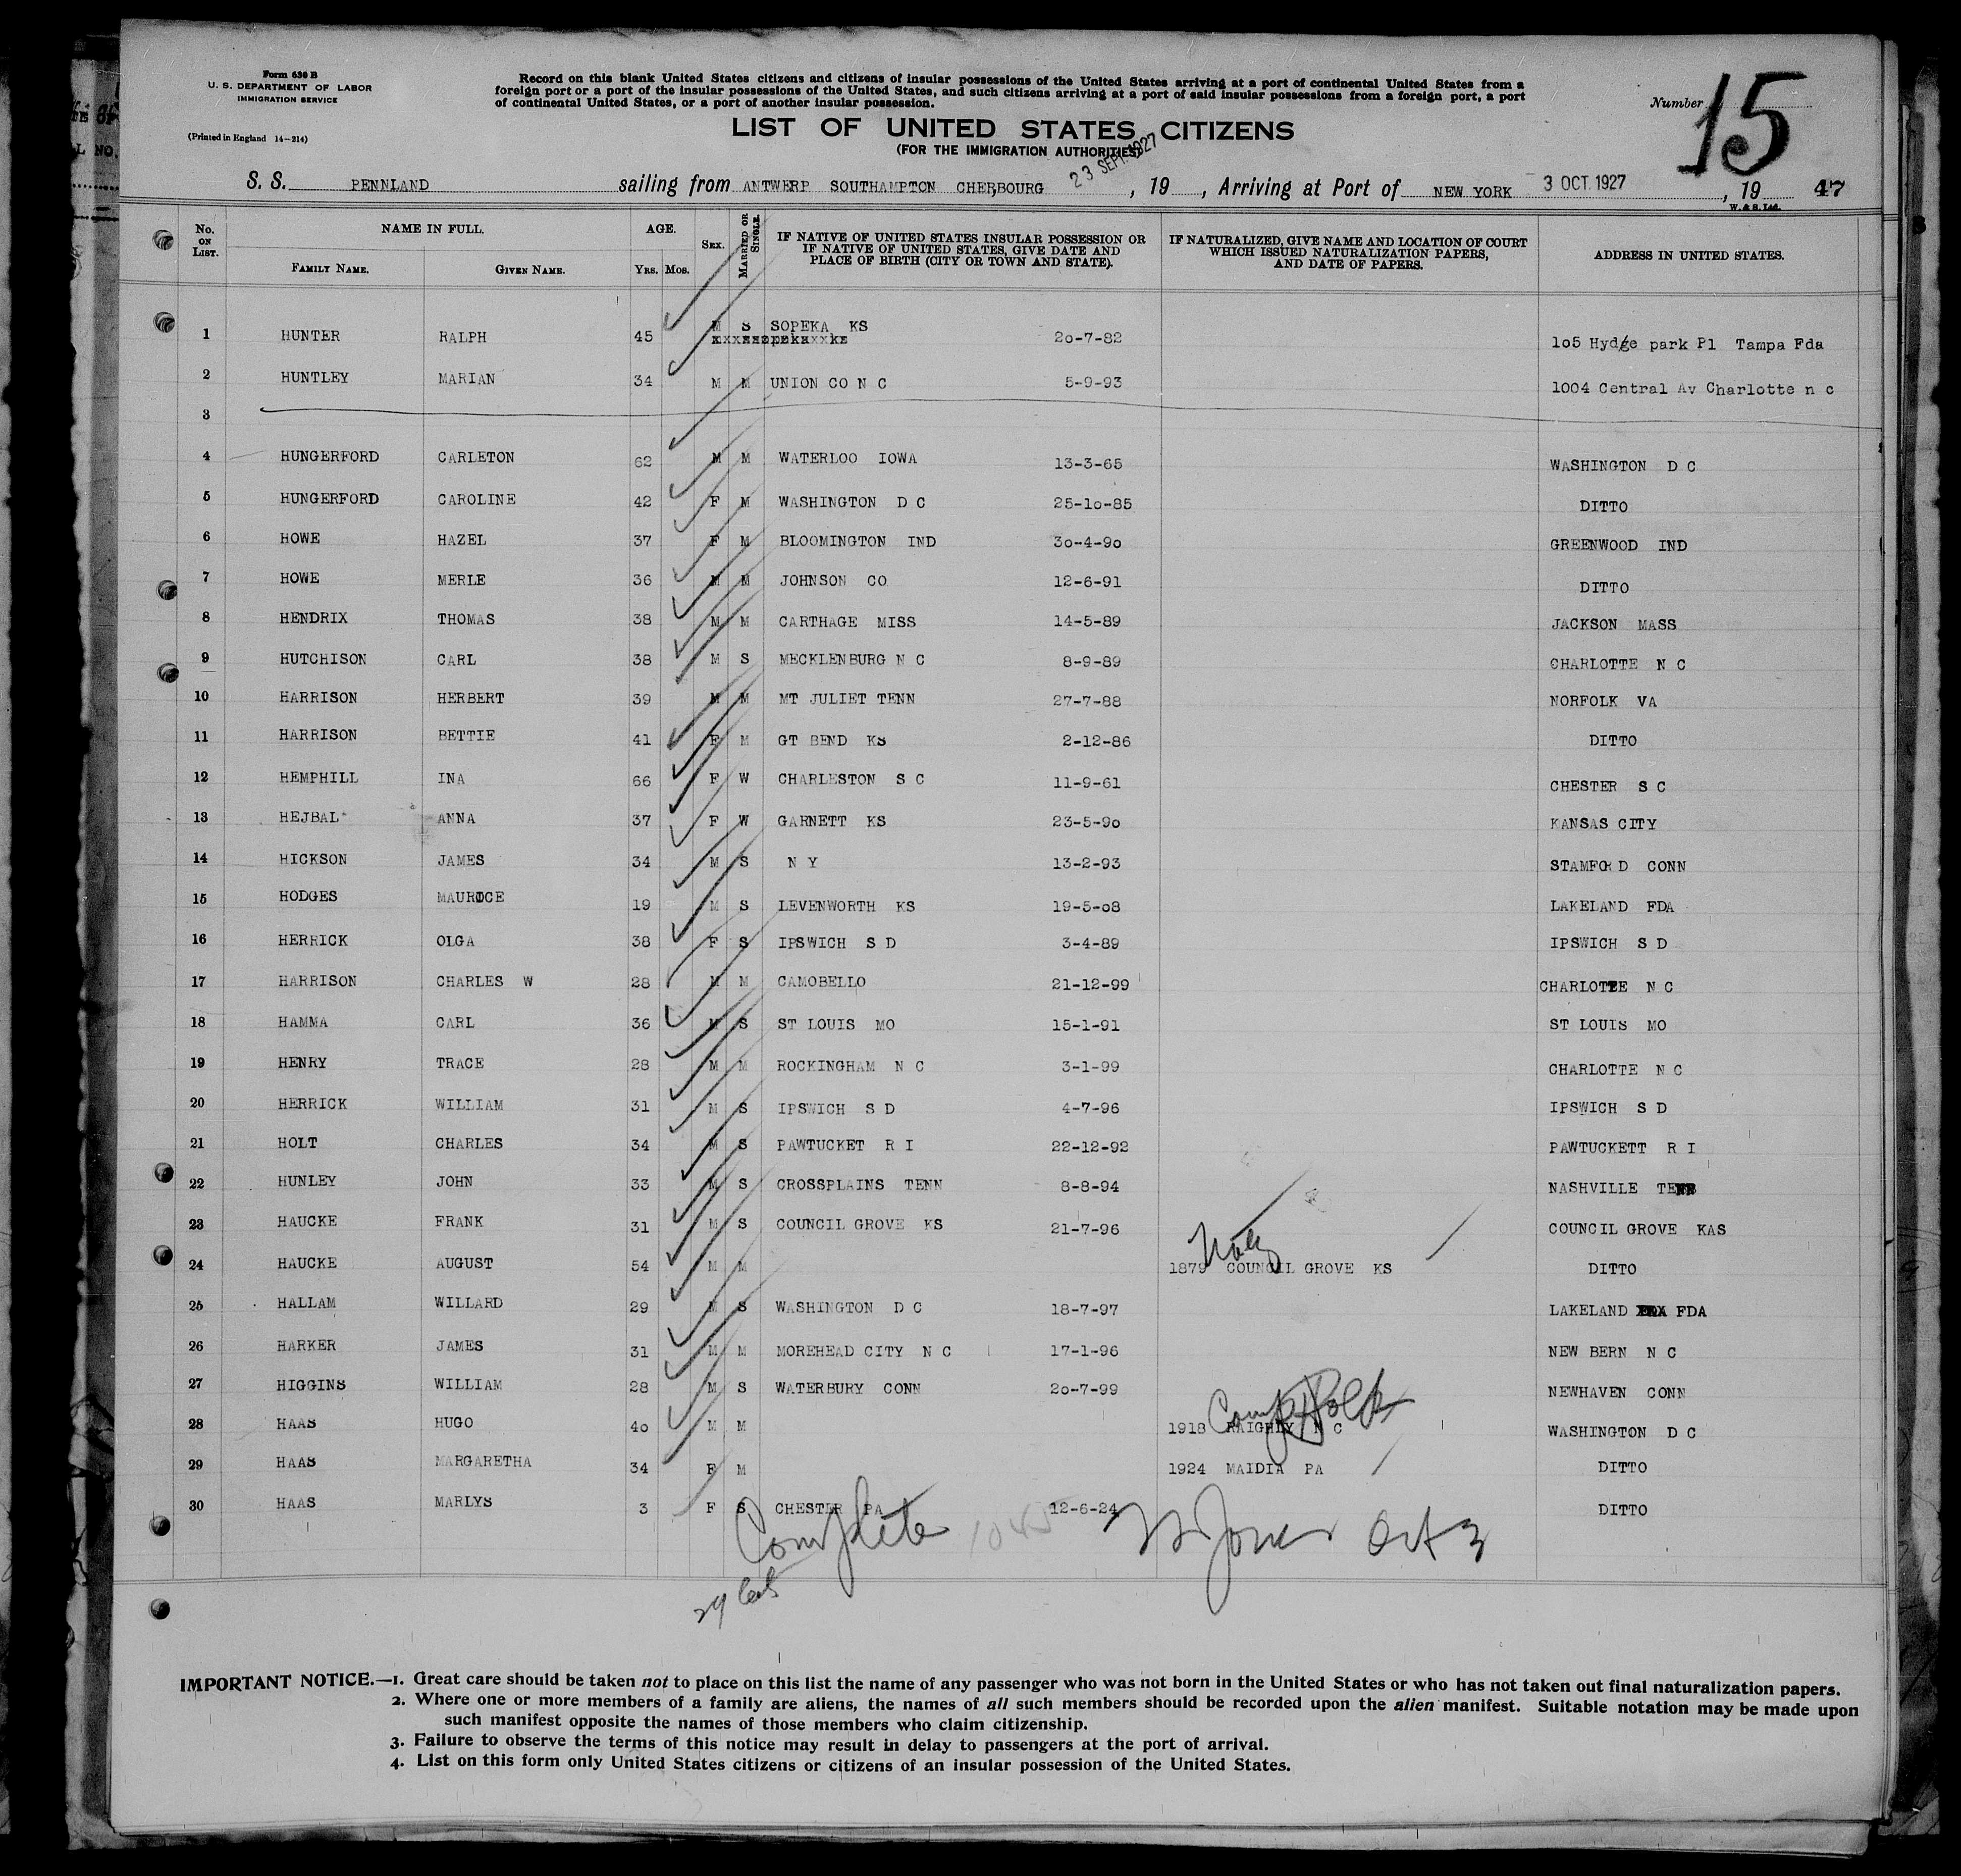 Form 630 B
U. S. DEPARTMENT OF LABOR
IMMIGRATION SERVICE
(Printed in England 14-214)
Record on this blank United States citizens and citizens of insular possessions of the United States arriving at a port of continental United States from a
foreign port or a port of the insular possessions of the United States, and such citizens arriving at a port of said insular possessions from a foreign port, a port
of continental United States, or a port of another insular possession.
Number 15
LIST OF UNITED STATES CITIZENS
(FOR THE IMMIGRATION AUTHORITIES)
S. S. PENNLAND sailing from ANTWERP SOUTHAMPTON CHERBOURG 23 SEPT. 1927, 19 , Arriving at Port of NEW YORK 3 OCT. 1927, 19 47
W. & S. Ltd.
No. ON LIST. NAME IN FULL. AGE. SEX. MARRIED OR SINGLE. IF NATIVE OF UNITED STATES INSULAR POSSESSION OR IF NATIVE OF UNITED STATES, GIVE DATE AND PLACE OF BIRTH (CITY OR TOWN AND STATE). IF NATURALIZED, GIVE NAME AND LOCATION OF COURT WHICH ISSUED NATURALIZATION PAPERS, AND DATE OF PAPERS. ADDRESS IN UNITED STATES.
FAMILY NAME. GIVEN NAME. YRS. MOS.
1 HUNTER RALPH 45 M S SOPEKA KS 20-7-82 105 Hydge park Pl Tampa Fda
2 HUNTLEY MARIAN 34 M M UNION CO N C 5-9-93 1004 Central Av Charlotte n c
3
4 HUNGERFORD CARLETON 62 M M WATERLOO IOWA 13-3-65 WASHINGTON D C
5 HUNGERFORD CAROLINE 42 F M WASHINGTON D C 25-10-85 DITTO
6 HOWE HAZEL 37 F M BLOOMINGTON IND 30-4-90 GREENWOOD IND
7 HOWE MERLE 36 M M JOHNSON CO 12-6-91 DITTO
8 HENDRIX THOMAS 38 M M CARTHAGE MISS 14-5-89 JACKSON MASS
9 HUTCHISON CARL 38 M S MECKLENBURG N C 8-9-89 CHARLOTTE N C
10 HARRISON HERBERT 39 M M MT JULIET TENN 27-7-88 NORFOLK VA
11 HARRISON BETTIE 41 F M GT BEND KS 2-12-86 DITTO
12 HEMPHILL INA 66 F W CHARLESTON S C 11-9-61 CHESTER S C
13 HEJBAL ANNA 37 F W GARNETT KS 23-5-90 KANSAS CITY
14 HICKSON JAMES 34 M S N Y 13-2-93 STAMFORD CONN
15 HODGES MAURICE 19 M S LEVENWORTH KS 19-5-08 LAKELAND FDA
16 HERRICK OLGA 38 F S IPSWICH S D 3-4-89 IPSWICH S D
17 HARRISON CHARLES W 28 M M CAMOBELLO 21-12-99 CHARLOTTE N C
18 HAMMA CARL 36 M S ST LOUIS MO 15-1-91 ST LOUIS MO
19 HENRY TRACE 28 M M ROCKINGHAM N C 3-1-99 CHARLOTTE N C
20 HERRICK WILLIAM 31 M S IPSWICH S D 4-7-96 IPSWICH S D
21 HOLT CHARLES 34 M S PAWTUCKET R I 22-12-92 PAWTUCKETT R I
22 HUNLEY JOHN 33 M S CROSSPLAINS TENN 8-8-94 NASHVILLE TENN
23 HAUCKE FRANK 31 M S COUNCIL GROVE KS 21-7-96 COUNCIL GROVE KAS
24 HAUCKE AUGUST 54 M M 1879 COUNCIL GROVE KS DITTO
25 HALLAM WILLARD 29 M S WASHINGTON D C 18-7-97 LAKELAND FDA
26 HARKER JAMES 31 M M MOREHEAD CITY N C 17-1-96 NEW BERN N C
27 HIGGINS WILLIAM 28 M S WATERBURY CONN 20-7-99 NEWHAVEN CONN
28 HAAS HUGO 40 M M 1918 RAIGHLY N C WASHINGTON D C
29 HAAS MARGARETHA 34 F M 1924 MAIDIA PA DITTO
30 HAAS MARLYS 3 F S CHESTER PA 12-6-24 DITTO
Complete Jones Oct 3
29
IMPORTANT NOTICE.—1. Great care should be taken not to place on this list the name of any passenger who was not born in the United States or who has not taken out final naturalization papers.
2. Where one or more members of a family are aliens, the names of all such members should be recorded upon the alien manifest. Suitable notation may be made upon
such manifest opposite the names of those members who claim citizenship.
3. Failure to observe the terms of this notice may result in delay to passengers at the port of arrival.
4. List on this form only United States citizens or citizens of an insular possession of the United States.